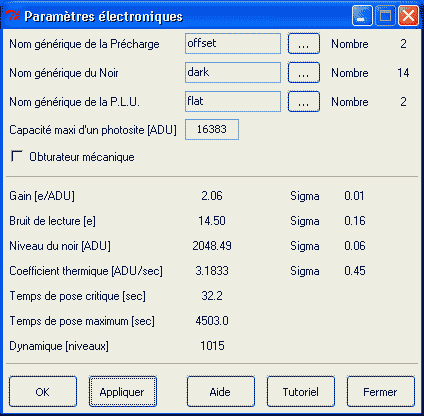 Paramètres électroniques
Nom générique de la Précharge offset ... Nombre 2
Nom générique du Noir dark ... Nombre 14
Nom générique de la P.L.U. flat ... Nombre 2
Capacité maxi d'un photosite [ADU] 16383
Obturateur mécanique
Gain [e/ADU] 2.06 Sigma 0.01
Bruit de lecture [e] 14.50 Sigma 0.16
Niveau du noir [ADU] 2048.49 Sigma 0.06
Coefficient thermique [ADU/sec] 3.1833 Sigma 0.45
Temps de pose critique [sec] 32.2
Temps de pose maximum [sec] 4503.0
Dynamique [niveaux] 1015
OK Appliquer Aide Tutoriel Fermer